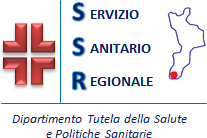 SERVIZIO
SANITARIO
REGIONALE
Dipartimento Tutela della Salute
e Politiche Sanitarie